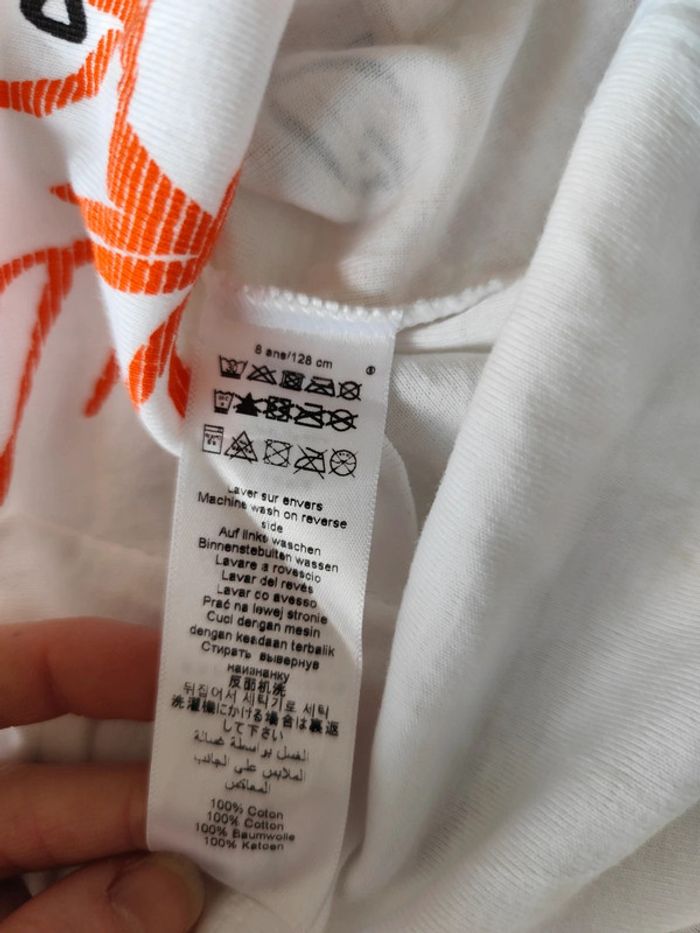 8 ans/128 cm
Laver sur envers
Machine wash on reverse
side
Auf links waschen
Binnenstebuiten wassen
Lavare a rovescio
Lavar del revés
Lavar do avesso
Prać na lewej stronie
Cuci dengan mesin
dengan keadaan terbalik
Стирать вывернув
наизнанку
反面机洗
뒤집어서 세탁기로 세탁
洗濯機にかける場合は裏返
して下さい
الغسل بواسطة غسالة
الملابس على الجانب
المعاكس
100% Coton
100% Cotton
100% Baumwolle
100% Katoen